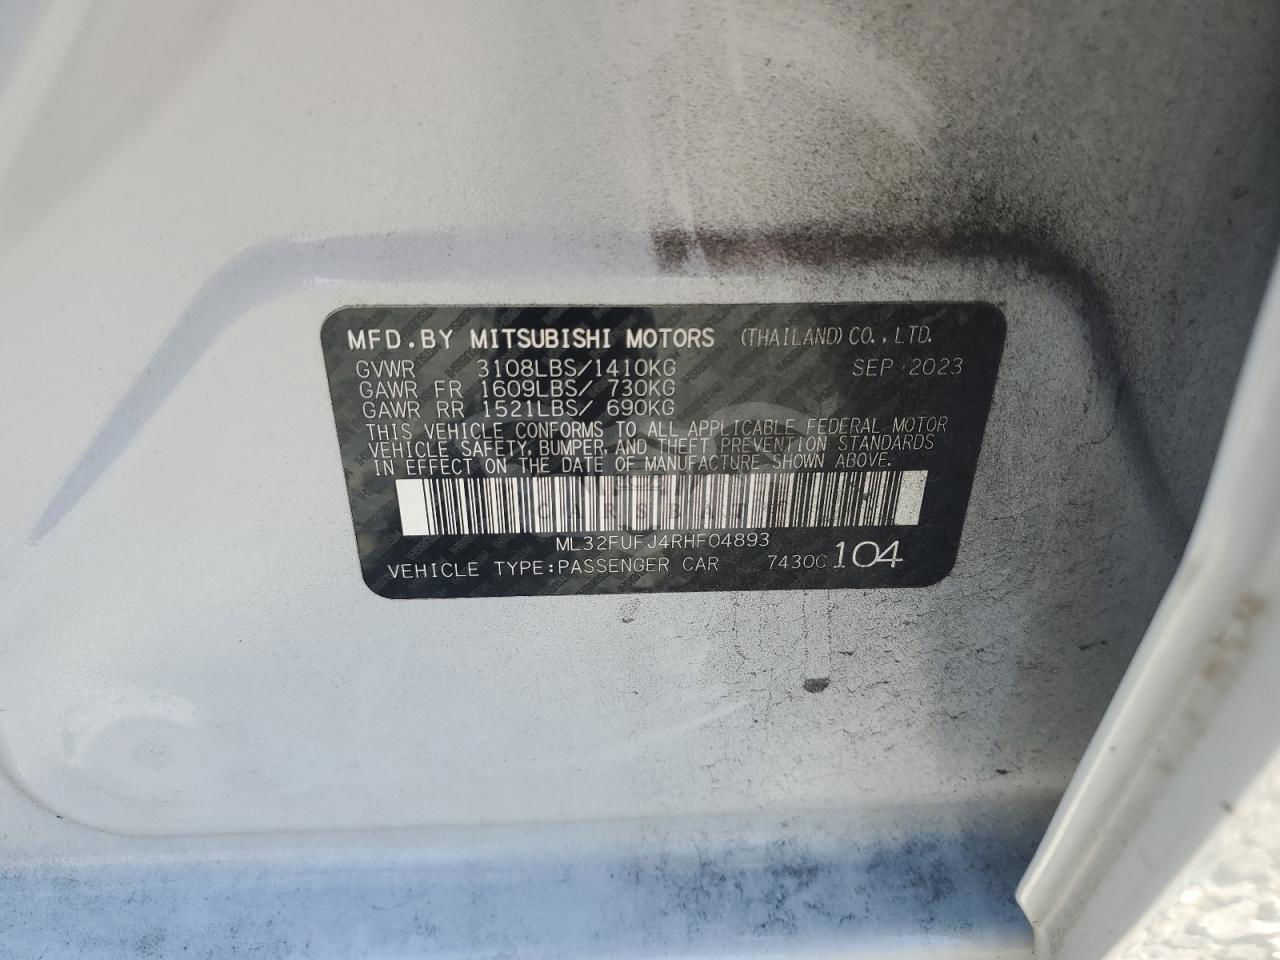 MFD.BY MITSUBISHI MOTORS (THAILAND)CO.,LTD.
GVWR 3108LBS/1410KG SEP.2023
GAWR FR 1609LBS/ 730KG
GAWR RR 1521LBS/ 690KG
THIS VEHICLE CONFORMS TO ALL APPLICABLE FEDERAL MOTOR
VEHICLE SAFETY,BUMPER,AND THEFT PREVENTION STANDARDS
IN EFFECT ON THE DATE OF MANUFACTURE SHOWN ABOVE.
ML32FUFJ4RHF04893
VEHICLE TYPE:PASSENGER CAR 7430C 104